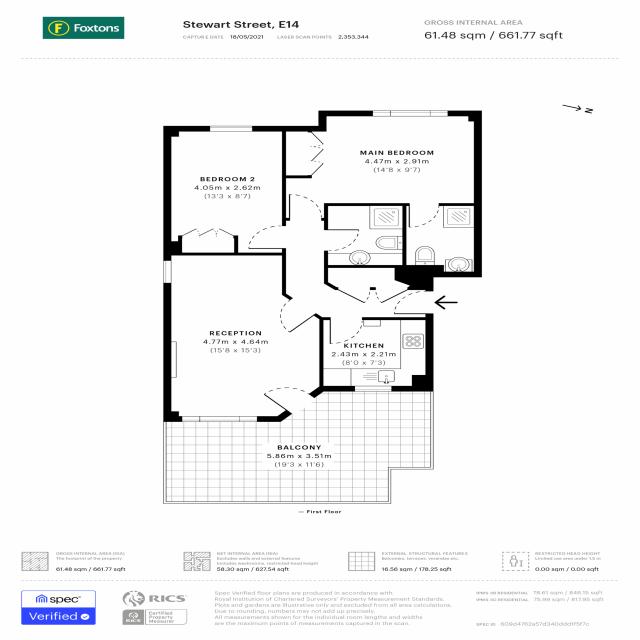 Foxtons
Stewart Street, E14
CAPTURE DATE 18/05/2021 LASER SCAN POINTS 2,353,344
GROSS INTERNAL AREA
61.48 sqm / 661.77 sqft
N
MAIN BEDROOM
4.47m x 2.91m
(14'8 x 9'7)
BEDROOM 2
4.05m x 2.62m
(13'3 x 8'7)
RECEPTION
4.77m x 4.64m
(15'8 x 15'3)
KITCHEN
2.43m x 2.21m
(8'0 x 7'3)
BALCONY
5.86m x 3.51m
(19'3 x 11'6)
— First Floor
GROSS INTERNAL AREA (GIA)
The footprint of the property
61.48 sqm / 661.77 sqft
NET INTERNAL AREA (NIA)
Excludes walls and external features
Includes washrooms, restricted head height
58.30 sqm / 627.54 sqft
EXTERNAL STRUCTURAL FEATURES
Balconies, terraces, verandas etc.
16.56 sqm / 178.25 sqft
RESTRICTED HEAD HEIGHT
Limited use area under 1.5 m
0.00 sqm / 0.00 sqft
spec
Verified
RICS
Certified
Property
Measurer
Spec Verified floor plans are produced in accordance with
Royal Institution of Chartered Surveyors' Property Measurement Standards.
Plots and gardens are illustrative only and excluded from all area calculations.
Due to rounding, numbers may not add up precisely.
All measurements shown for the individual room lengths and widths
are the maximum points of measurements captured in the scan.
IPMS 3B RESIDENTIAL 78.61 sqm / 846.15 sqft
IPMS 3C RESIDENTIAL 75.99 sqm / 817.95 sqft
SPEC ID